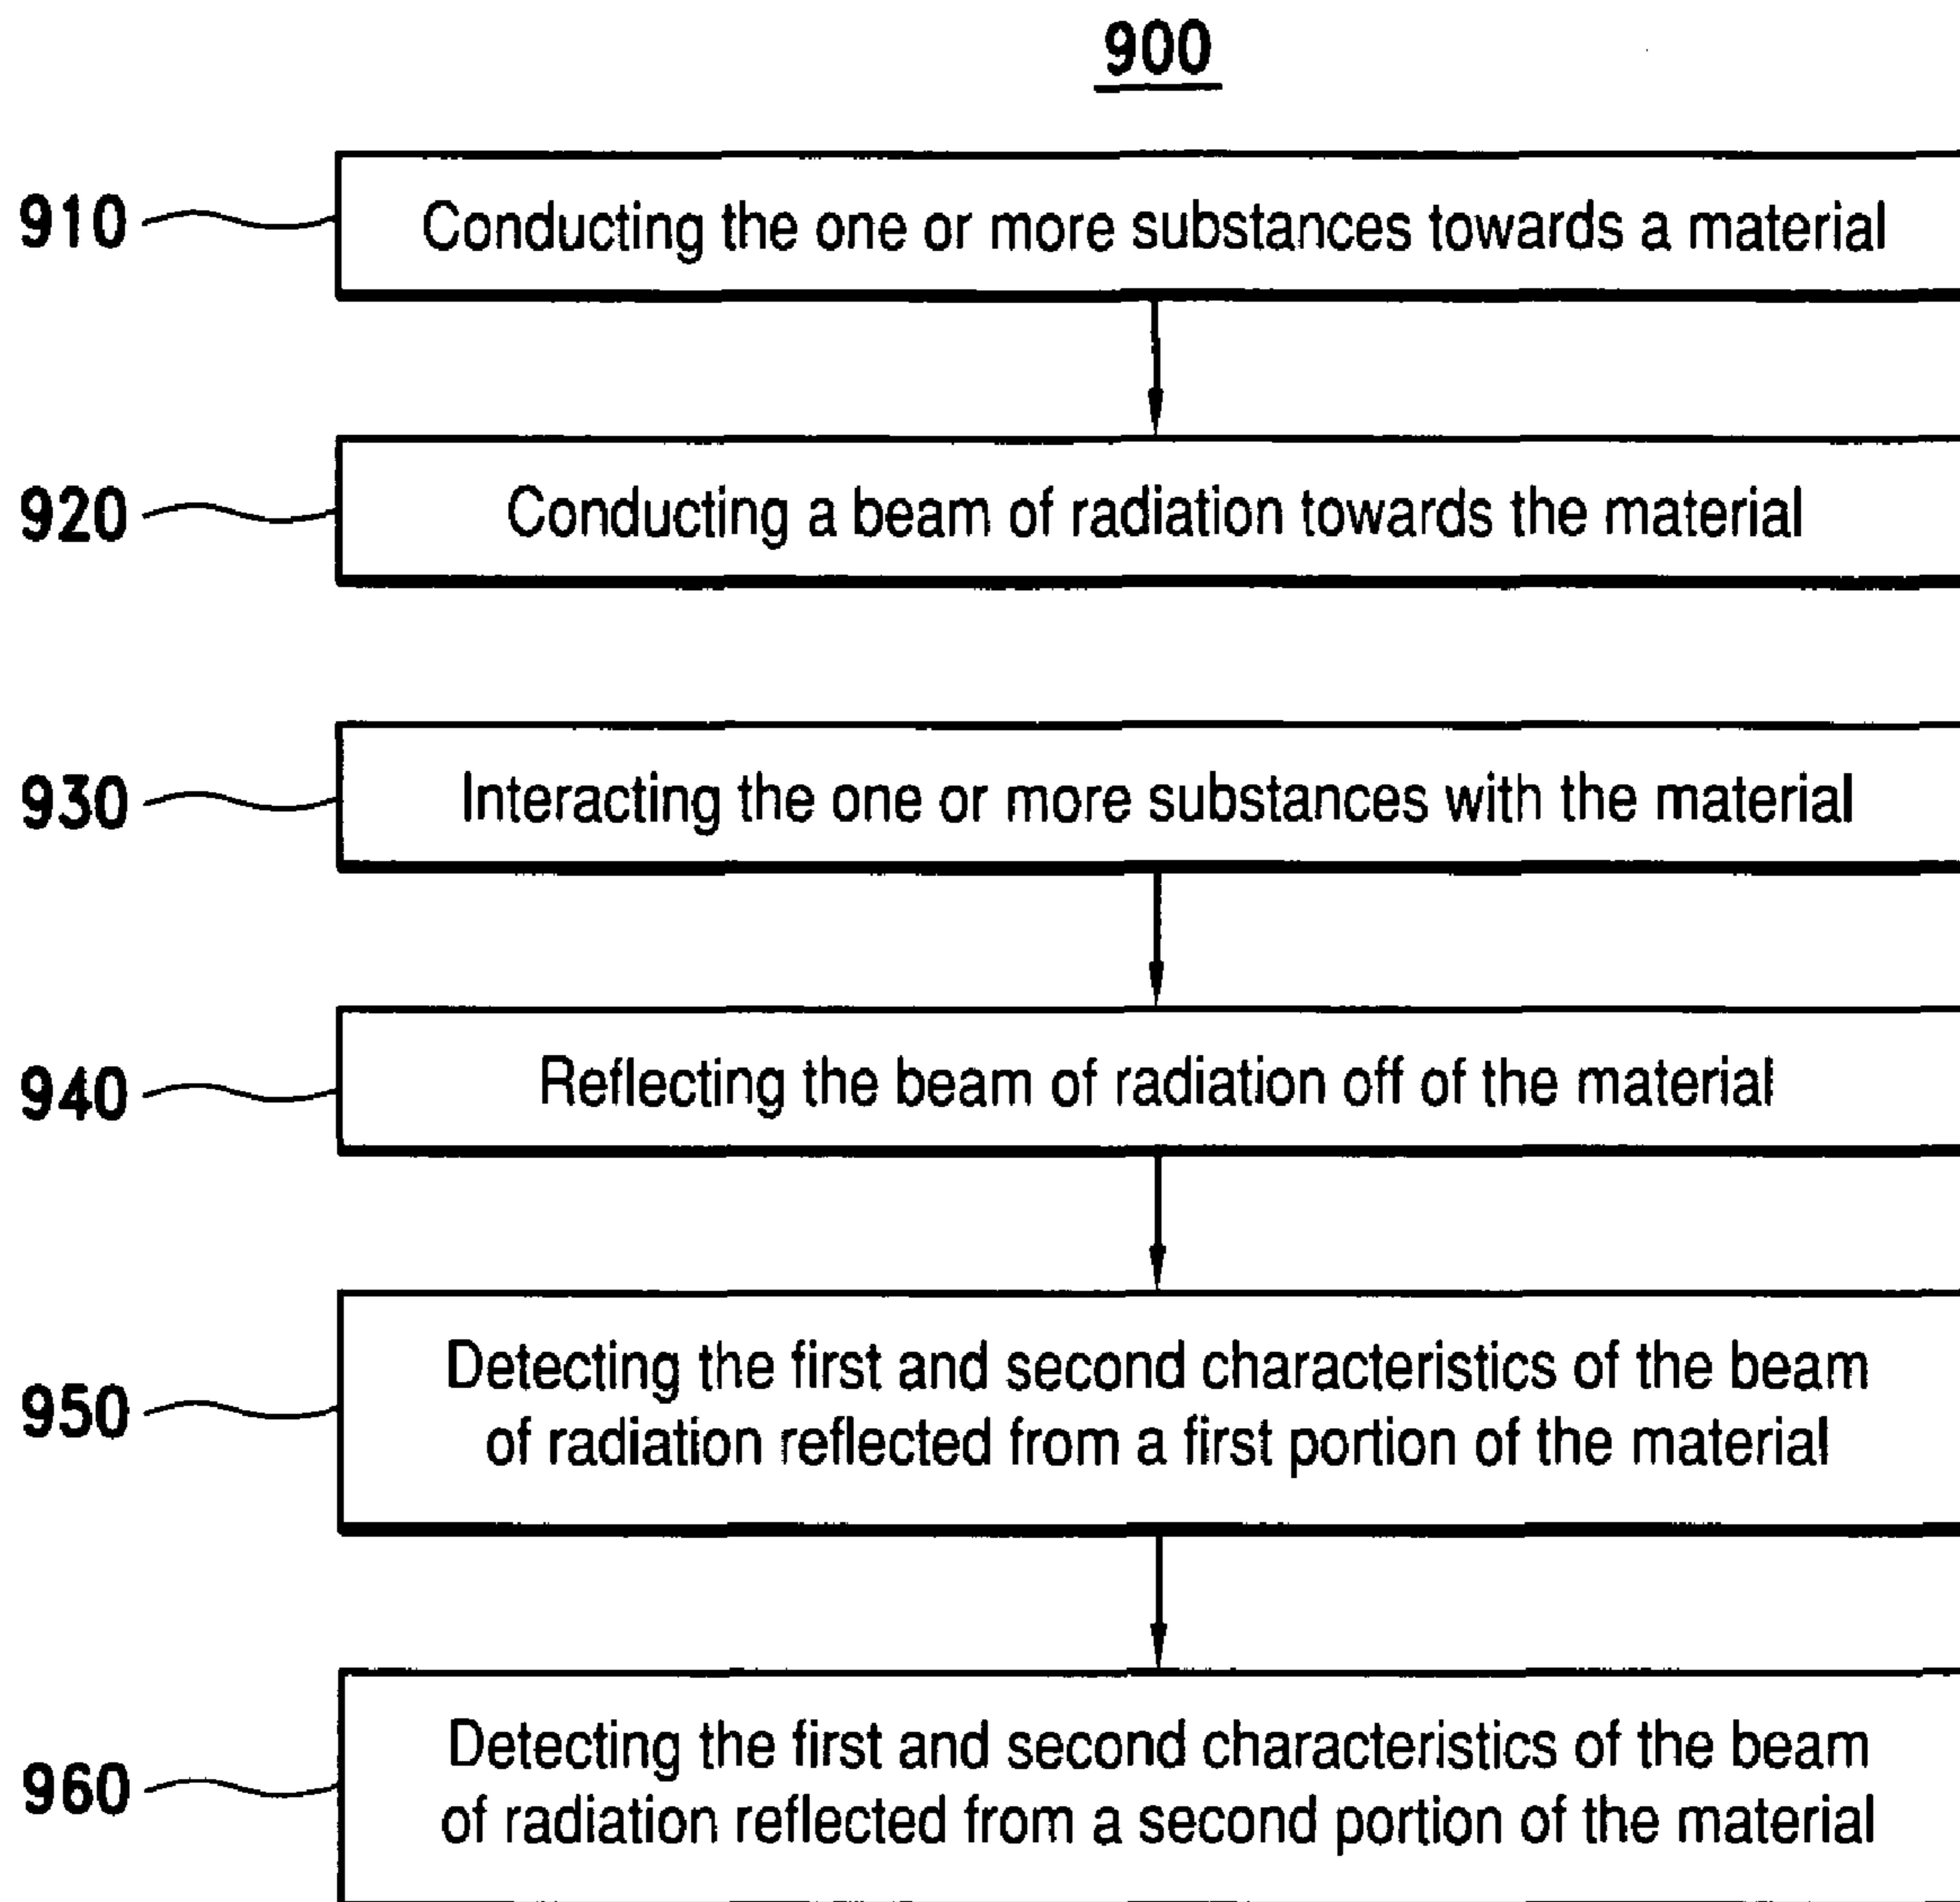 900
910 Conducting the one or more substances towards a material
920 Conducting a beam of radiation towards the material
930 Interacting the one or more substances with the material
940 Reflecting the beam of radiation off of the material
950 Detecting the first and second characteristics of the beam
of radiation reflected from a first portion of the material
960 Detecting the first and second characteristics of the beam
of radiation reflected from a second portion of the material